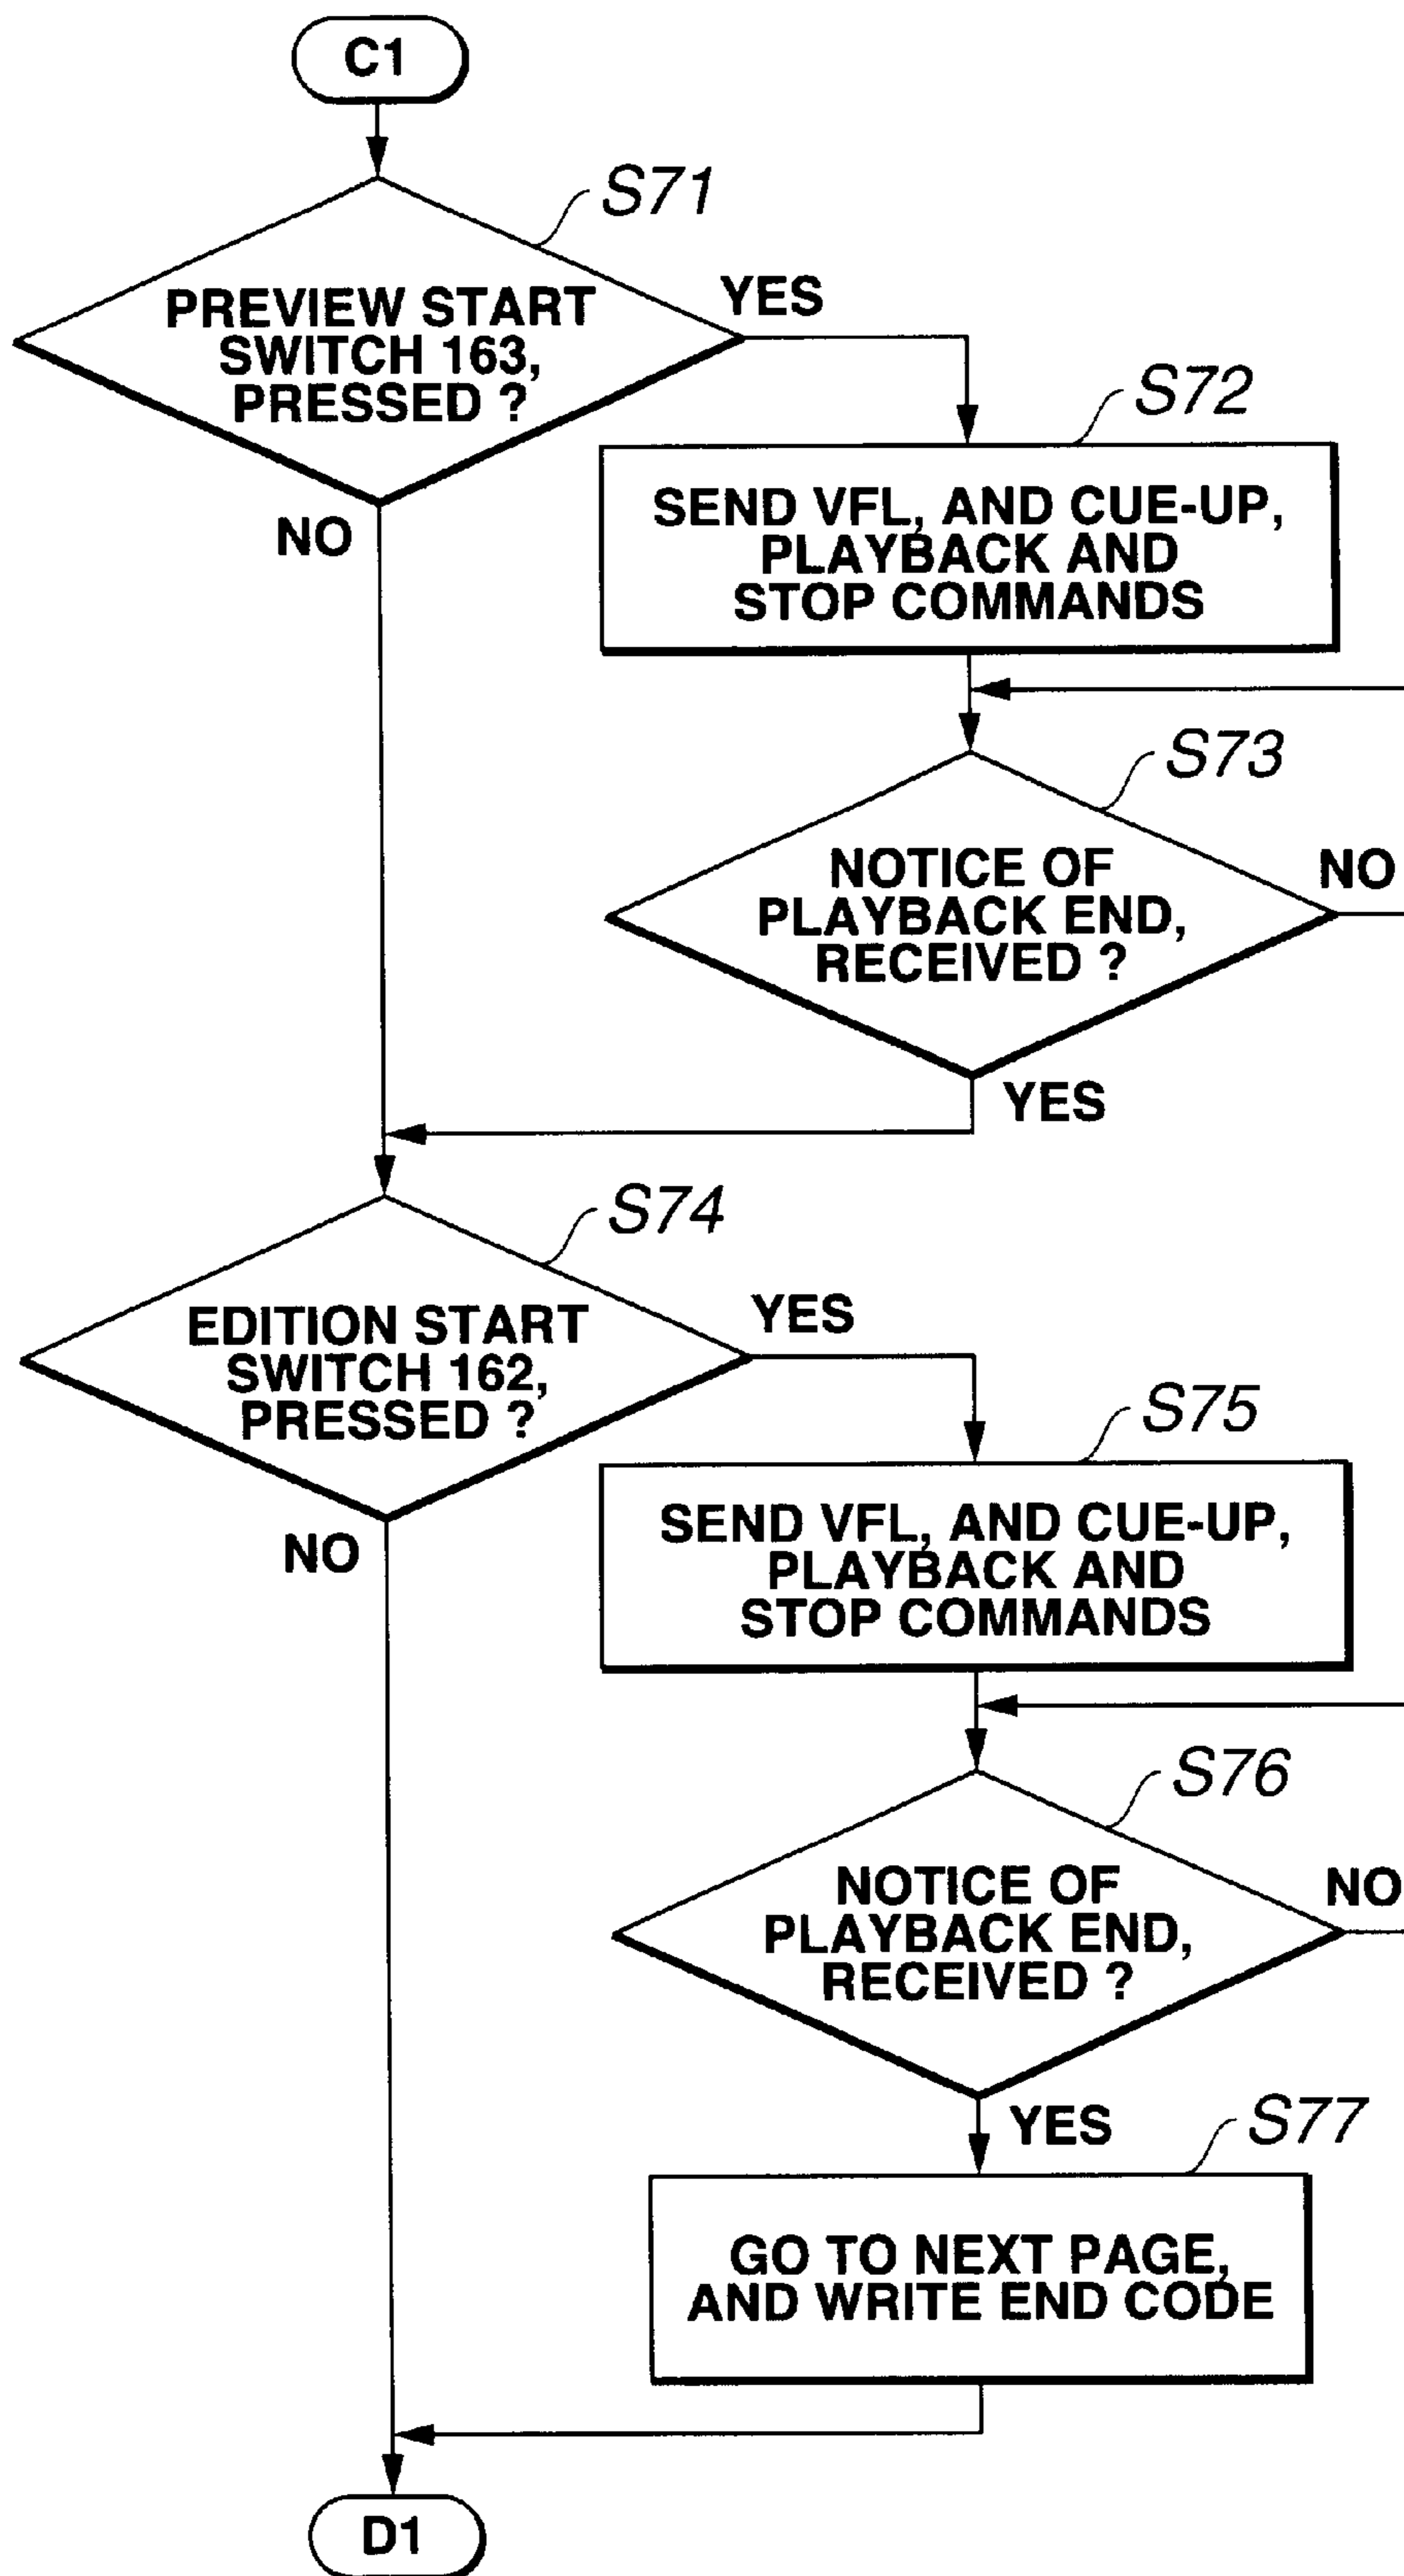 C1
S71
PREVIEW START
SWITCH 163,
PRESSED ?
YES
NO
S72
SEND VFL, AND CUE-UP,
PLAYBACK AND
STOP COMMANDS
S73
NOTICE OF
PLAYBACK END,
RECEIVED ?
NO
YES
S74
EDITION START
SWITCH 162,
PRESSED ?
YES
NO
S75
SEND VFL, AND CUE-UP,
PLAYBACK AND
STOP COMMANDS
S76
NOTICE OF
PLAYBACK END,
RECEIVED ?
NO
YES
S77
GO TO NEXT PAGE,
AND WRITE END CODE
D1